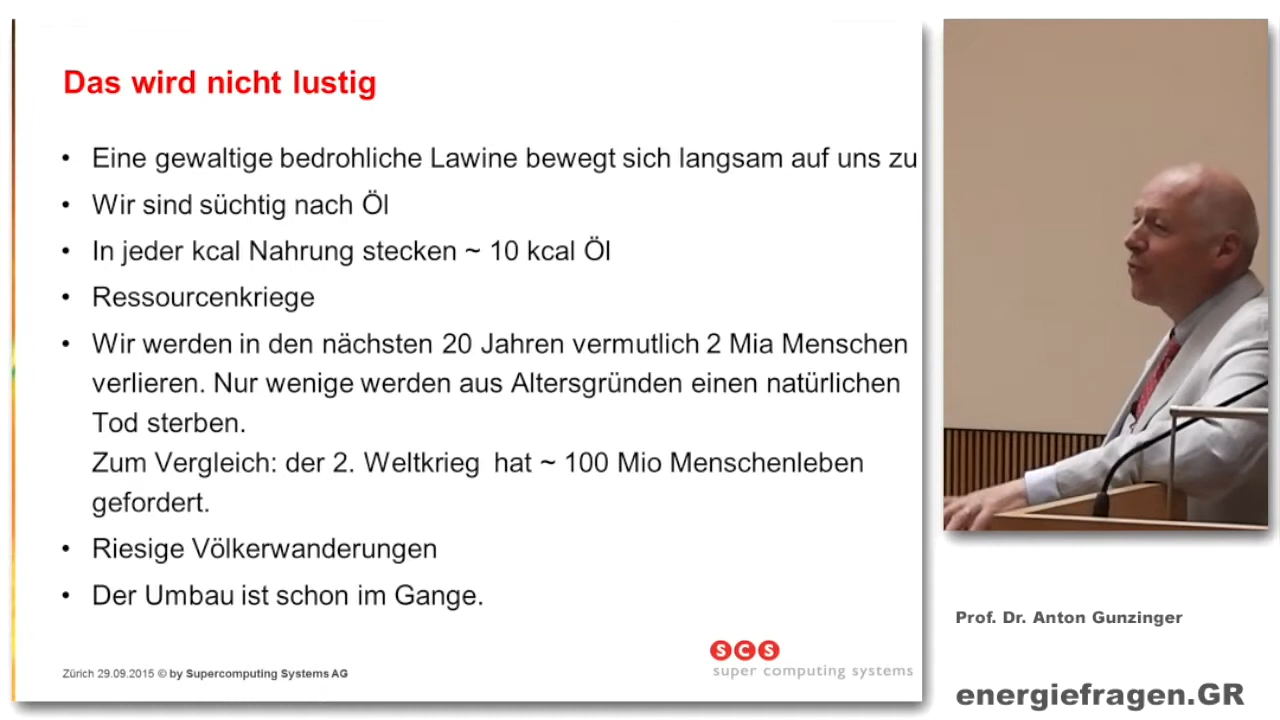 Das wird nicht lustig
• Eine gewaltige bedrohliche Lawine bewegt sich langsam auf uns zu
• Wir sind süchtig nach Öl
• In jeder kcal Nahrung stecken ~ 10 kcal Öl
• Ressourcenkriege
• Wir werden in den nächsten 20 Jahren vermutlich 2 Mia Menschen
verlieren. Nur wenige werden aus Altersgründen einen natürlichen
Tod sterben.
Zum Vergleich: der 2. Weltkrieg hat ~ 100 Mio Menschenleben
gefordert.
• Riesige Völkerwanderungen
• Der Umbau ist schon im Gange.
Zürich 29.09.2015 © by Supercomputing Systems AG
SCS
super computing systems
Prof. Dr. Anton Gunzinger
energiefragen.GR